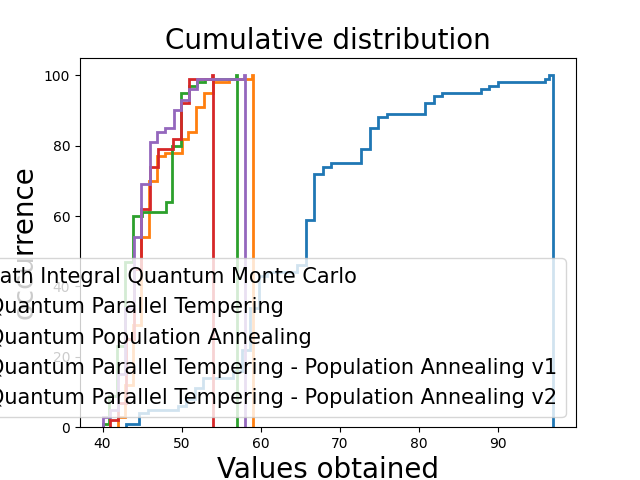 Cumulative distribution
100
80
60
40
20
0
occurrence
ath Integral Quantum Monte Carlo
Quantum Parallel Tempering
Quantum Population Annealing
Quantum Parallel Tempering - Population Annealing v1
Quantum Parallel Tempering - Population Annealing v2
40 50 60 70 80 90
Values obtained